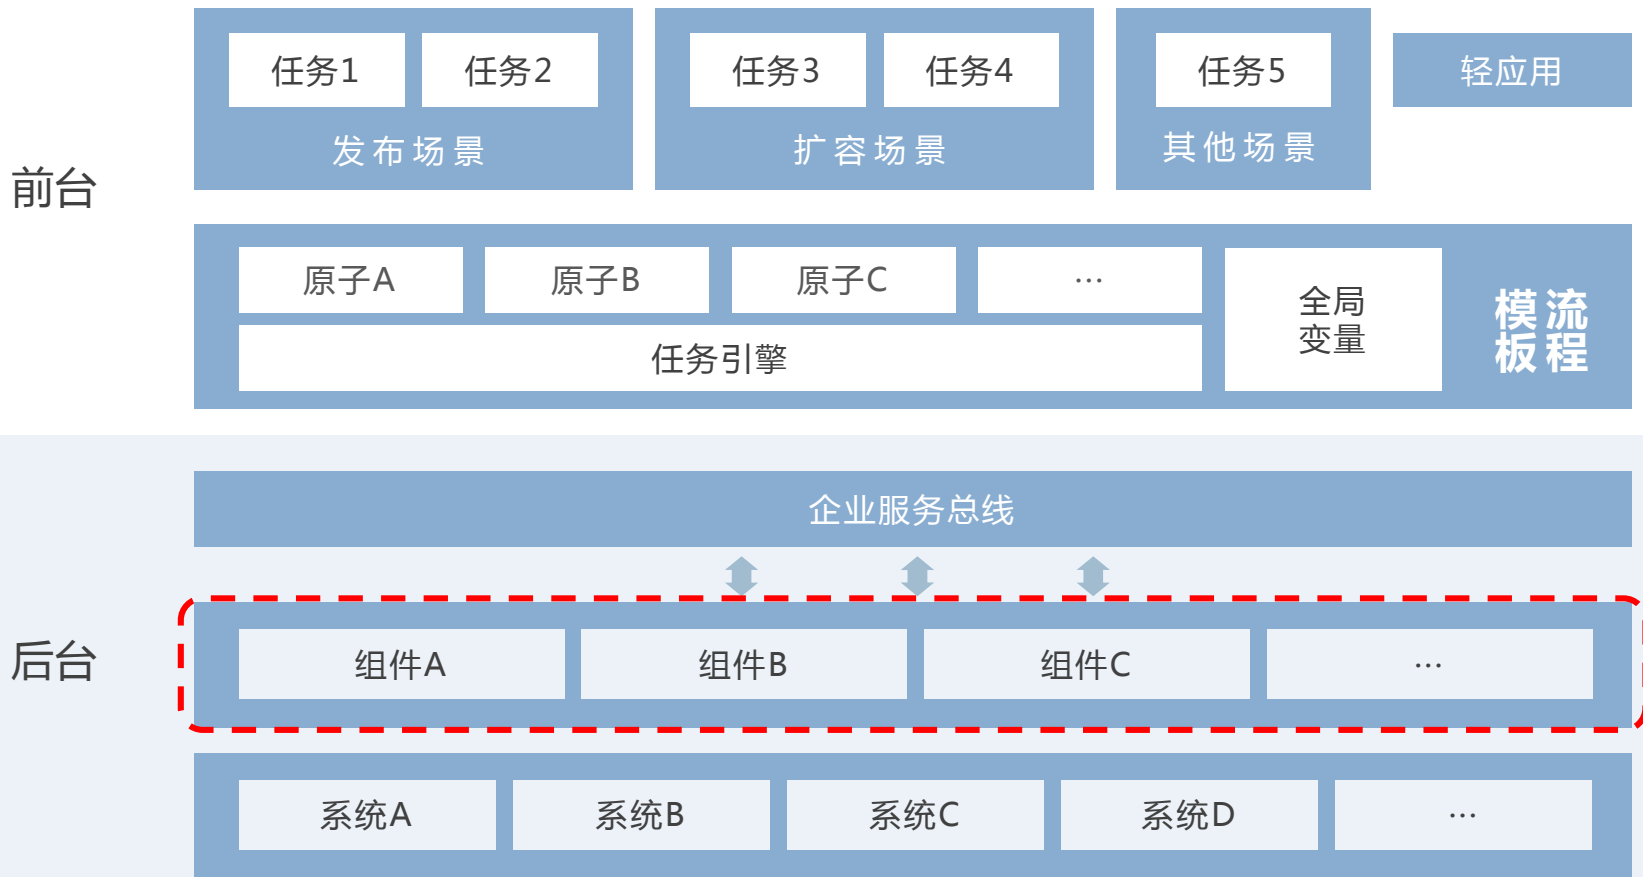 任务1
任务2
发布场景
任务3
任务4
扩容场景
任务5
其他场景
轻应用
前台
原子A
原子B
原子C
...
任务引擎
全局
变量
流程
模板
企业服务总线
后台
组件A
组件B
组件C
...
系统A
系统B
系统C
系统D
...